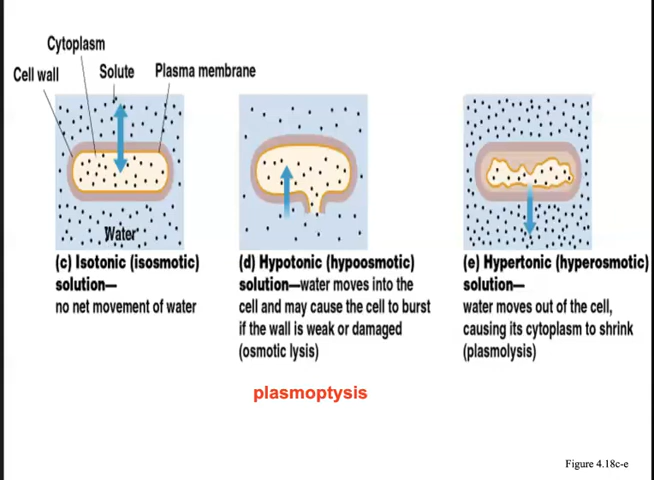 Cytoplasm
Cell wall
Solute
Plasma membrane
Water
(c) Isotonic (isosmotic)
solution—
no net movement of water
(d) Hypotonic (hypoosmotic)
solution—water moves into the
cell and may cause the cell to burst
if the wall is weak or damaged
(osmotic lysis)
plasmoptysis
(e) Hypertonic (hyperosmotic)
solution—
water moves out of the cell,
causing its cytoplasm to shrink
(plasmolysis)
Figure 4.18c-e